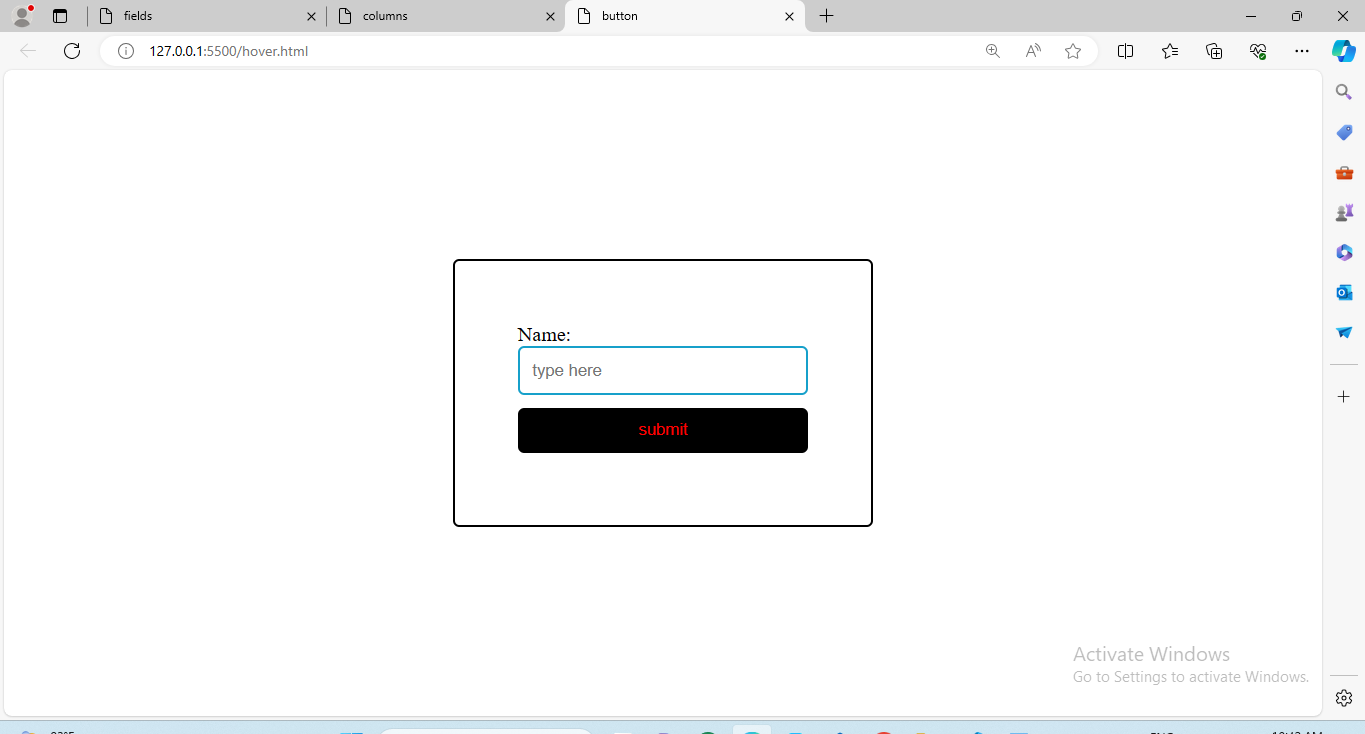 fields
columns
button
127.0.0.1:5500/hover.html
Name:
type here
submit
Activate Windows
Go to Settings to activate Windows.